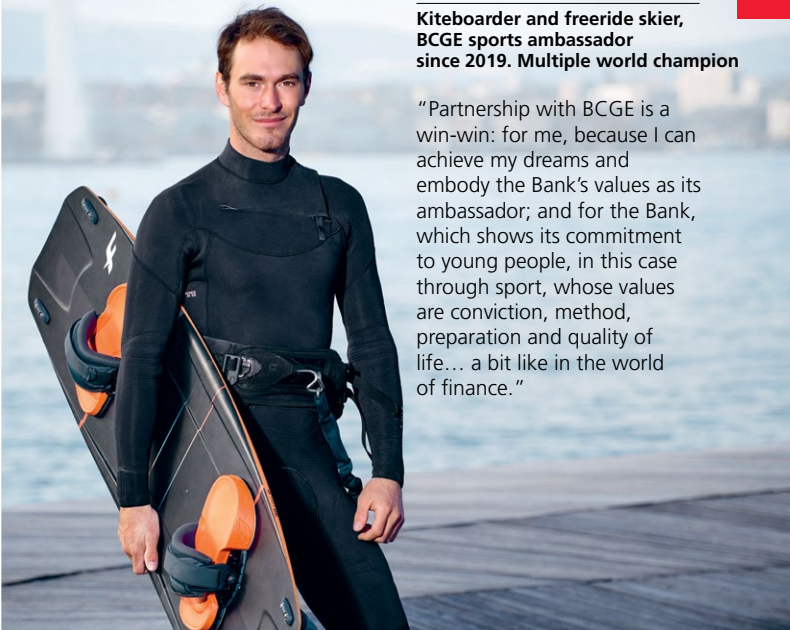 Kiteboarder and freeride skier,
BCGE sports ambassador
since 2019. Multiple world champion
“Partnership with BCGE is a
win-win: for me, because I can
achieve my dreams and
embody the Bank’s values as its
ambassador; and for the Bank,
which shows its commitment
to young people, in this case
through sport, whose values
are conviction, method,
preparation and quality of
life… a bit like in the world
of finance.”